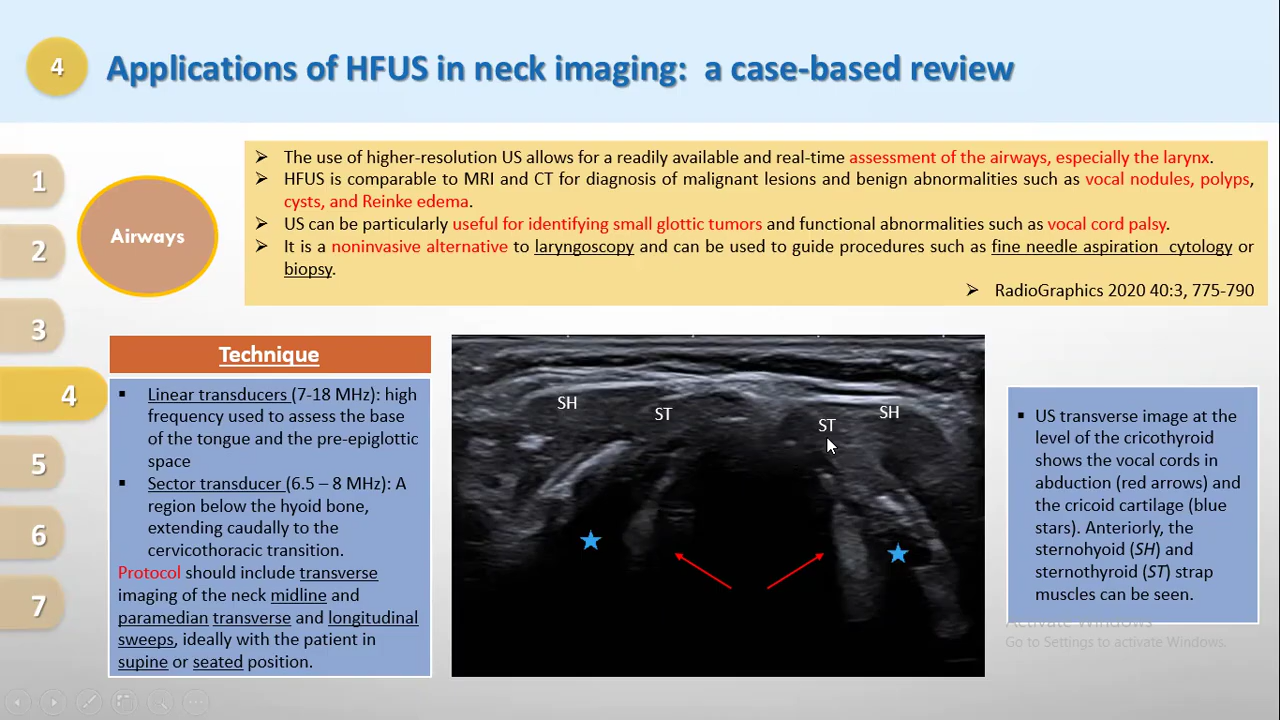 4
Applications of HFUS in neck imaging: a case-based review
1
2
3
4
5
6
7
Airways
➢ The use of higher-resolution US allows for a readily available and real-time assessment of the airways, especially the larynx.
➢ HFUS is comparable to MRI and CT for diagnosis of malignant lesions and benign abnormalities such as vocal nodules, polyps,
cysts, and Reinke edema.
➢ US can be particularly useful for identifying small glottic tumors and functional abnormalities such as vocal cord palsy.
➢ It is a noninvasive alternative to laryngoscopy and can be used to guide procedures such as fine needle aspiration cytology or
biopsy.
➢ RadioGraphics 2020 40:3, 775-790
Technique
▪ Linear transducers (7-18 MHz): high
frequency used to assess the base
of the tongue and the pre-epiglottic
space
▪ Sector transducer (6.5 – 8 MHz): A
region below the hyoid bone,
extending caudally to the
cervicothoracic transition.
Protocol should include transverse
imaging of the neck midline and
paramedian transverse and longitudinal
sweeps, ideally with the patient in
supine or seated position.
SH
ST
ST
SH
▪ US transverse image at the
level of the cricothyroid
shows the vocal cords in
abduction (red arrows) and
the cricoid cartilage (blue
stars). Anteriorly, the
sternohyoid (SH) and
sternothyroid (ST) strap
muscles can be seen.
Activate Windows
Go to Settings to activate Windows.